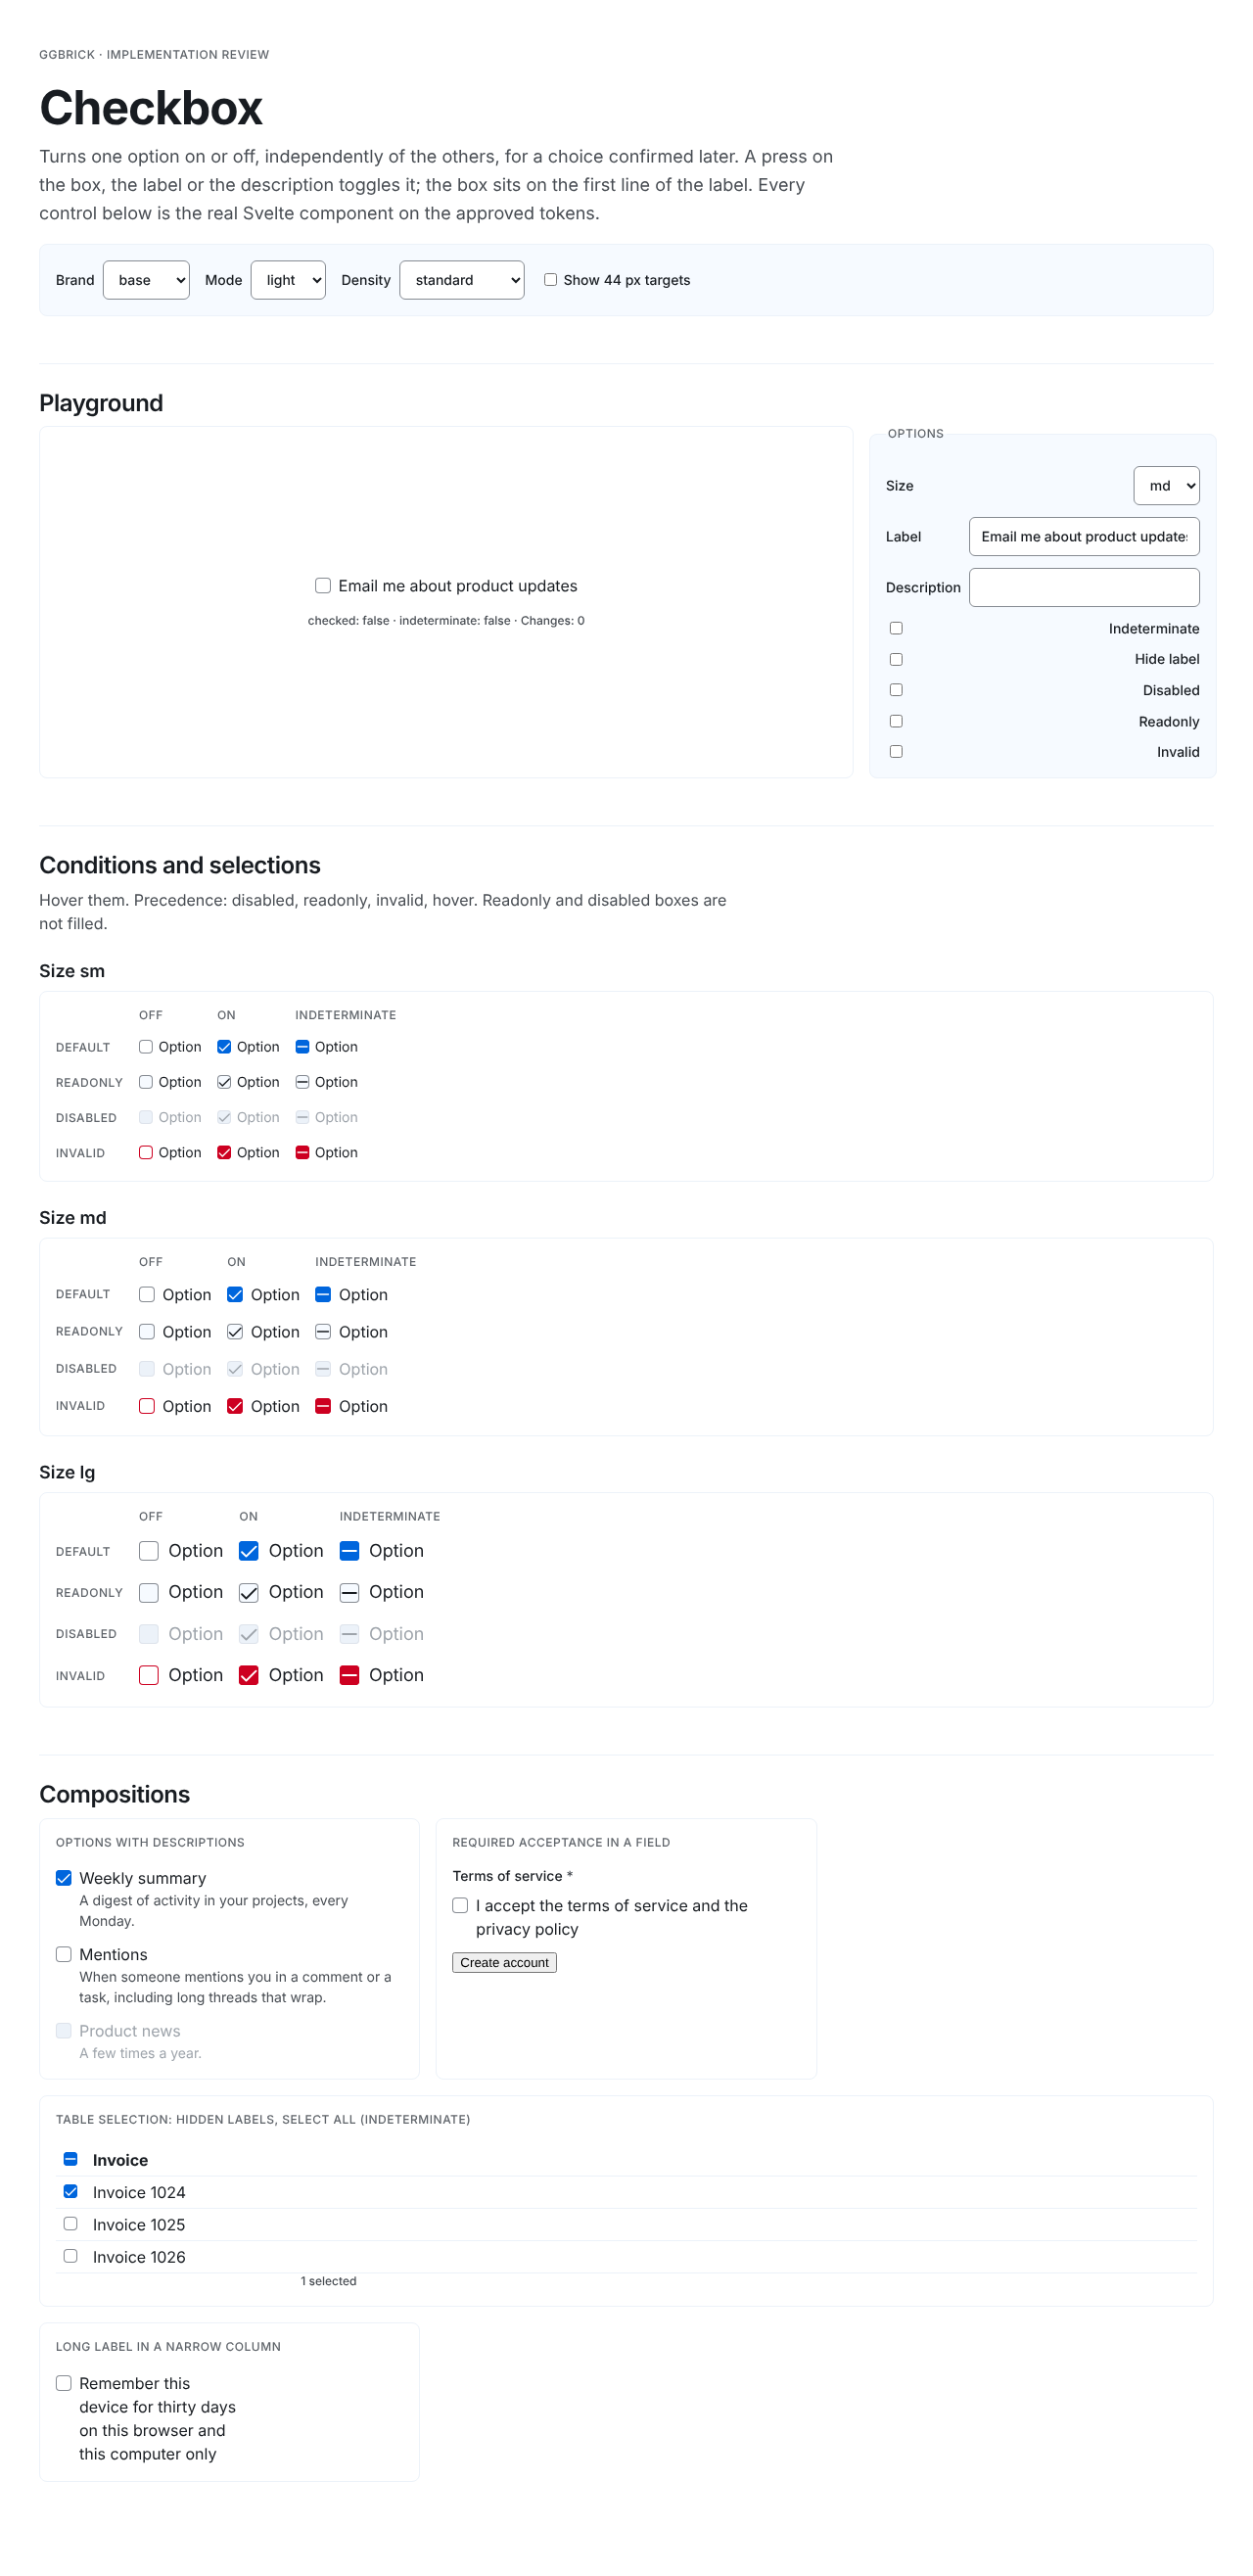 GGBRICK · IMPLEMENTATION REVIEW
Checkbox
Turns one option on or off, independently of the others, for a choice confirmed later. A press on
the box, the label or the description toggles it; the box sits on the first line of the label. Every
control below is the real Svelte component on the approved tokens.
Brand base Mode light Density standard Show 44 px targets
Playground
Email me about product updates
checked: false · indeterminate: false · Changes: 0
OPTIONS
Size md
Label Email me about product update
Description
Indeterminate
Hide label
Disabled
Readonly
Invalid
Conditions and selections
Hover them. Precedence: disabled, readonly, invalid, hover. Readonly and disabled boxes are
not filled.
Size sm
OFF ON INDETERMINATE
DEFAULT Option Option Option
READONLY Option Option Option
DISABLED Option Option Option
INVALID Option Option Option
Size md
OFF ON INDETERMINATE
DEFAULT Option Option Option
READONLY Option Option Option
DISABLED Option Option Option
INVALID Option Option Option
Size lg
OFF ON INDETERMINATE
DEFAULT Option Option Option
READONLY Option Option Option
DISABLED Option Option Option
INVALID Option Option Option
Compositions
OPTIONS WITH DESCRIPTIONS
Weekly summary
A digest of activity in your projects, every
Monday.
Mentions
When someone mentions you in a comment or a
task, including long threads that wrap.
Product news
A few times a year.
REQUIRED ACCEPTANCE IN A FIELD
Terms of service *
I accept the terms of service and the
privacy policy
Create account
TABLE SELECTION: HIDDEN LABELS, SELECT ALL (INDETERMINATE)
Invoice
Invoice 1024
Invoice 1025
Invoice 1026
1 selected
LONG LABEL IN A NARROW COLUMN
Remember this
device for thirty days
on this browser and
this computer only